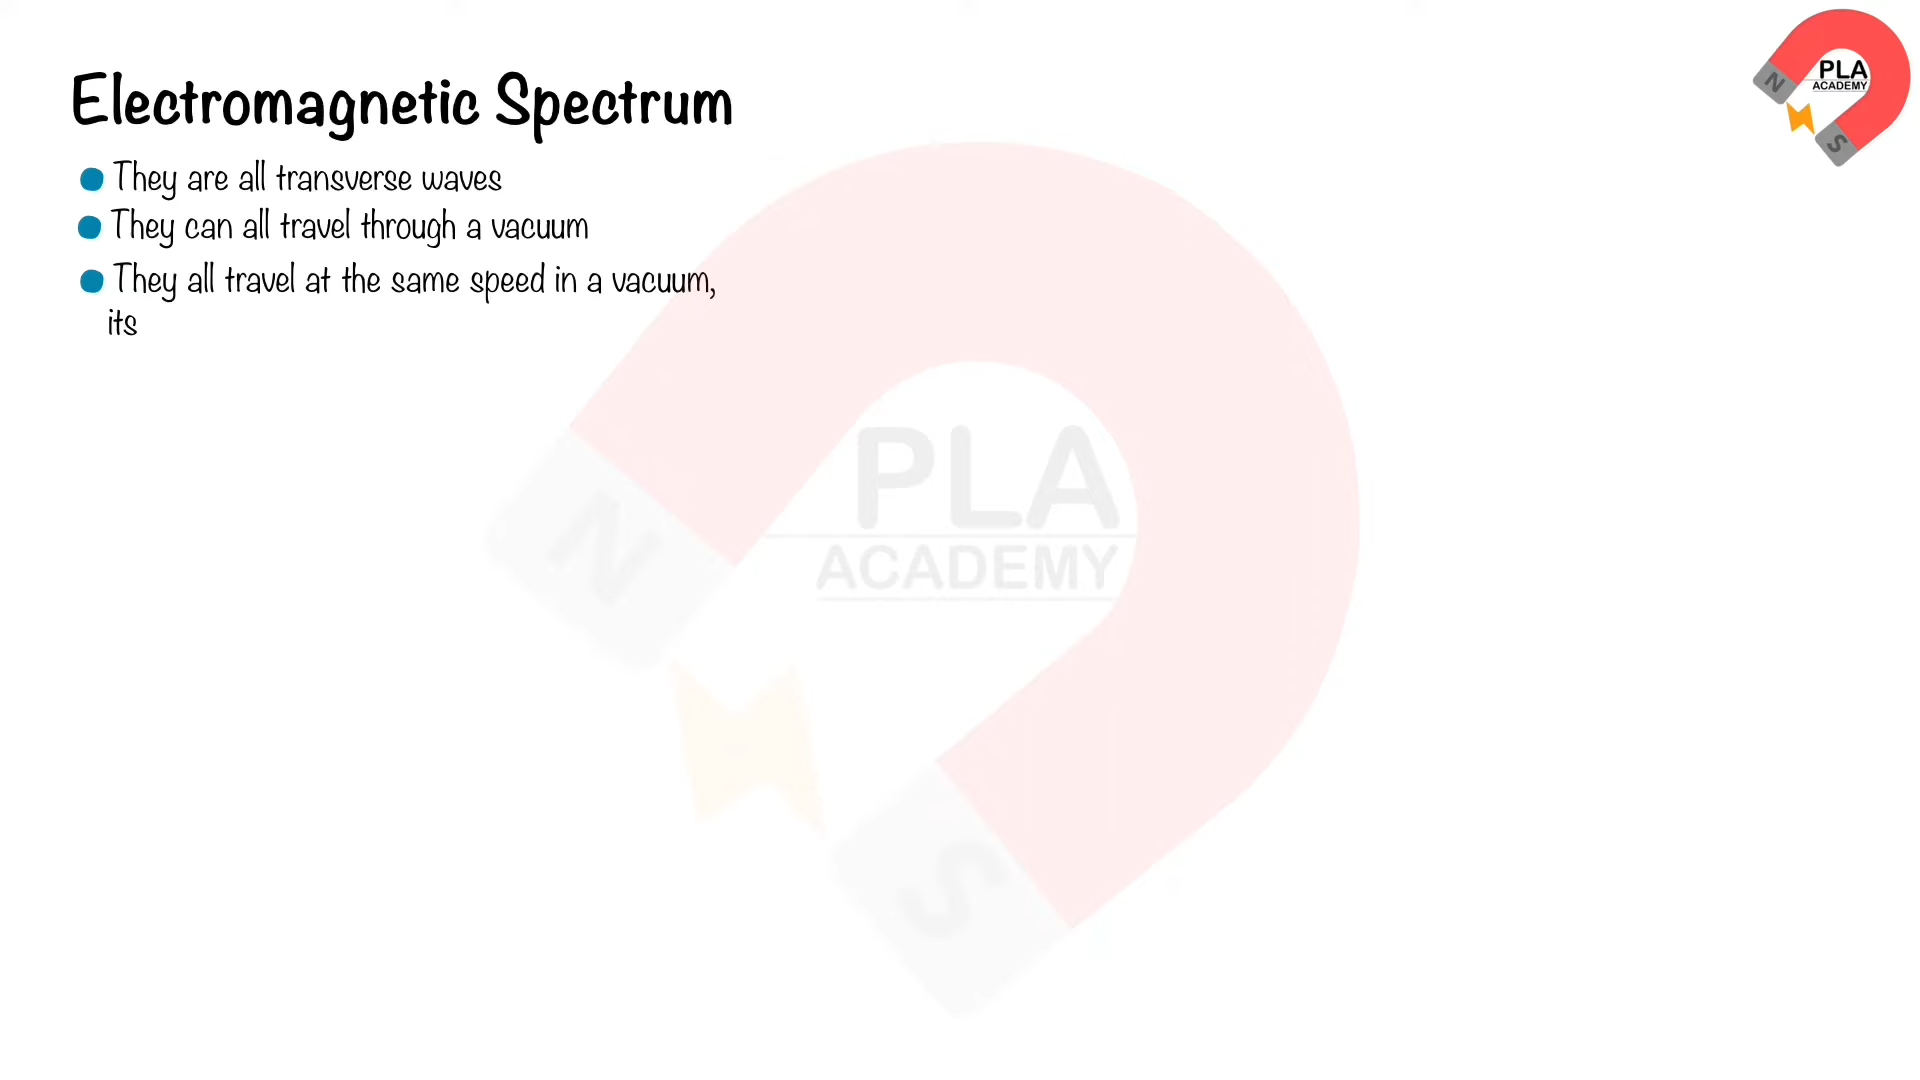 Electromagnetic Spectrum
They are all transverse waves
They can all travel through a vacuum
They all travel at the same speed in a vacuum,
its
PLA
ACADEMY
N
S
PLA
ACADEMY
N
S